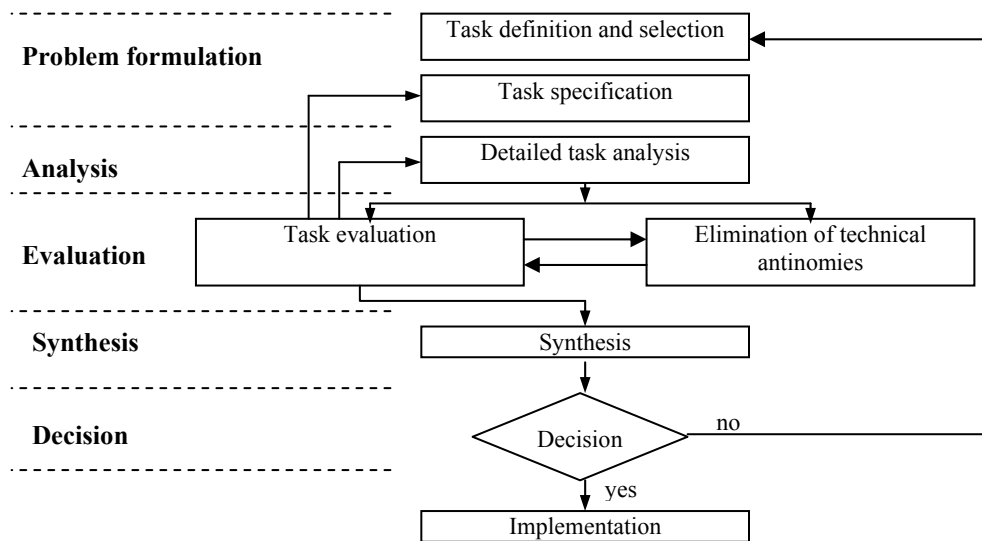 Task definition and selection
Problem formulation
Task specification
Detailed task analysis
Analysis
Task evaluation
Elimination of technical
antinomies
Evaluation
Synthesis
Synthesis
no
Decision
Decision
yes
Implementation